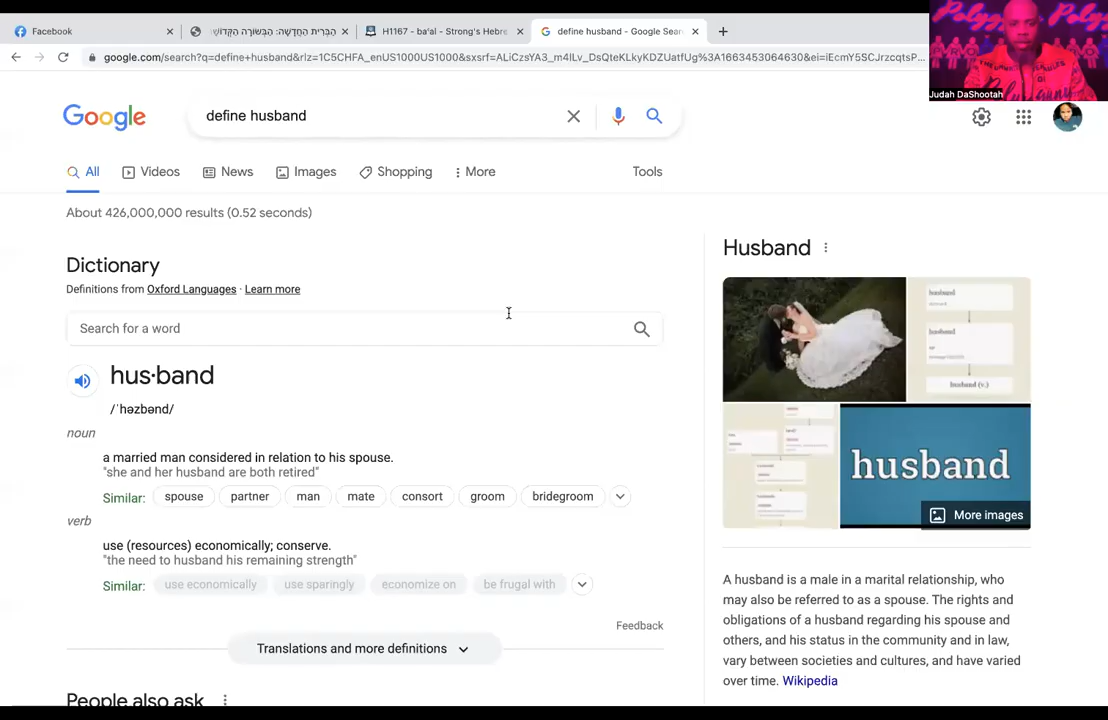 Facebook
הַבְּרִית הַחֲדָשָׁה: הַבְּשׂוֹרָה הַקְּדוֹשָׁ
H1167 - ba'al - Strong's Hebre
define husband - Google Sear
google.com/search?q=define+husband&rlz=1C5CHFA_enUS1000US1000&sxsrf=ALiCzsYA3_m4ILv_DsQteKLkyKDZUatfUg%3A1663453064630&ei=iEcmY5SCJrzcqtsP...
Judah DaShootah
Google
define husband
All
Videos
News
Images
Shopping
More
Tools
About 426,000,000 results (0.52 seconds)
Dictionary
Definitions from Oxford Languages · Learn more
Search for a word
hus·band
/ˈhəzbənd/
noun
a married man considered in relation to his spouse.
"she and her husband are both retired"
Similar: spouse partner man mate consort groom bridegroom
verb
use (resources) economically; conserve.
"the need to husband his remaining strength"
Similar: use economically use sparingly economize on be frugal with
Feedback
Translations and more definitions
People also ask
Husband
husband
husband
husband (v.)
husband
More images
A husband is a male in a marital relationship, who
may also be referred to as a spouse. The rights and
obligations of a husband regarding his spouse and
others, and his status in the community and in law,
vary between societies and cultures, and have varied
over time. Wikipedia